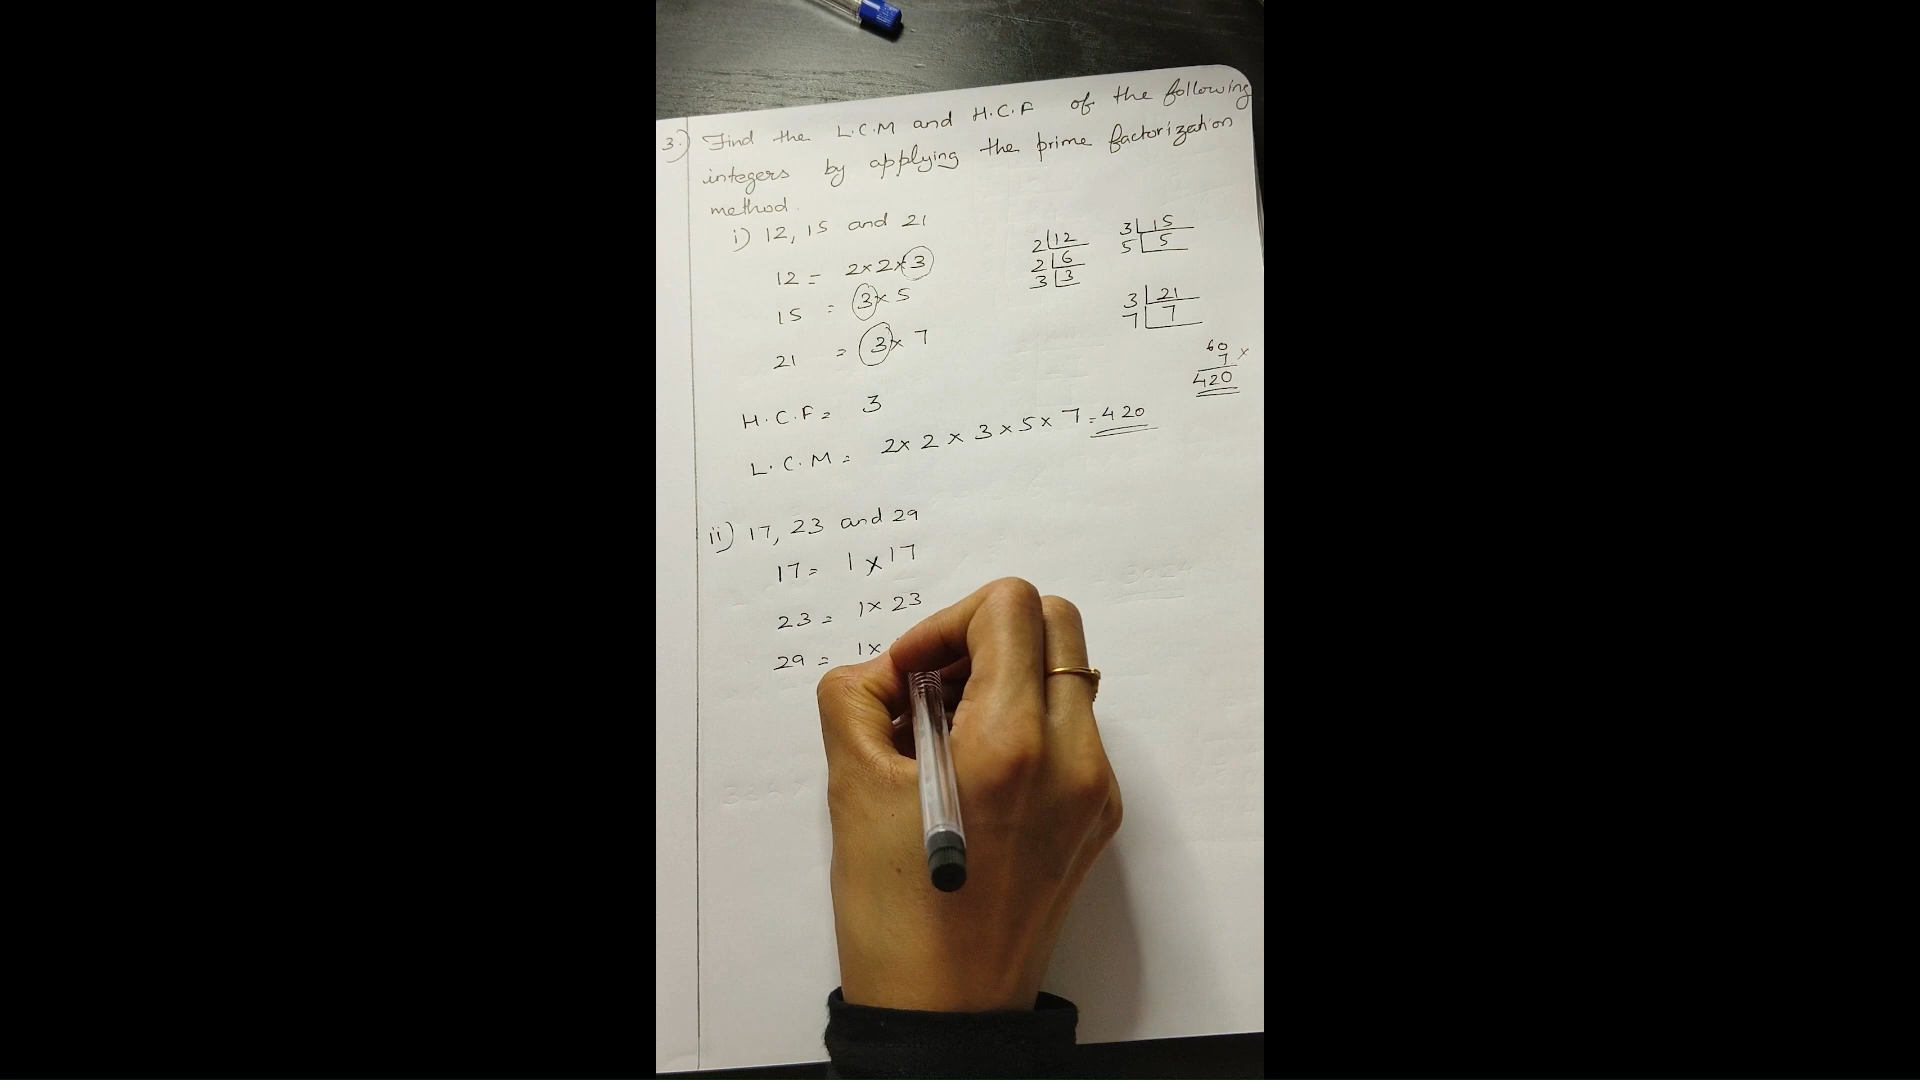 3.) Find the L.C.M and H.C.F of the following
integers by applying the prime factorization
method.
i) 12, 15 and 21
12 = 2×2×3
15 = 3×5
21 = 3×7
H.C.F = 3
L.C.M = 2×2×3×5×7=420
2 12
2 6
3 3
3 15
5 5
3 21
7 7
60
7 ×
420
ii) 17, 23 and 29
17 = 1×17
23 = 1×23
29 = 1×